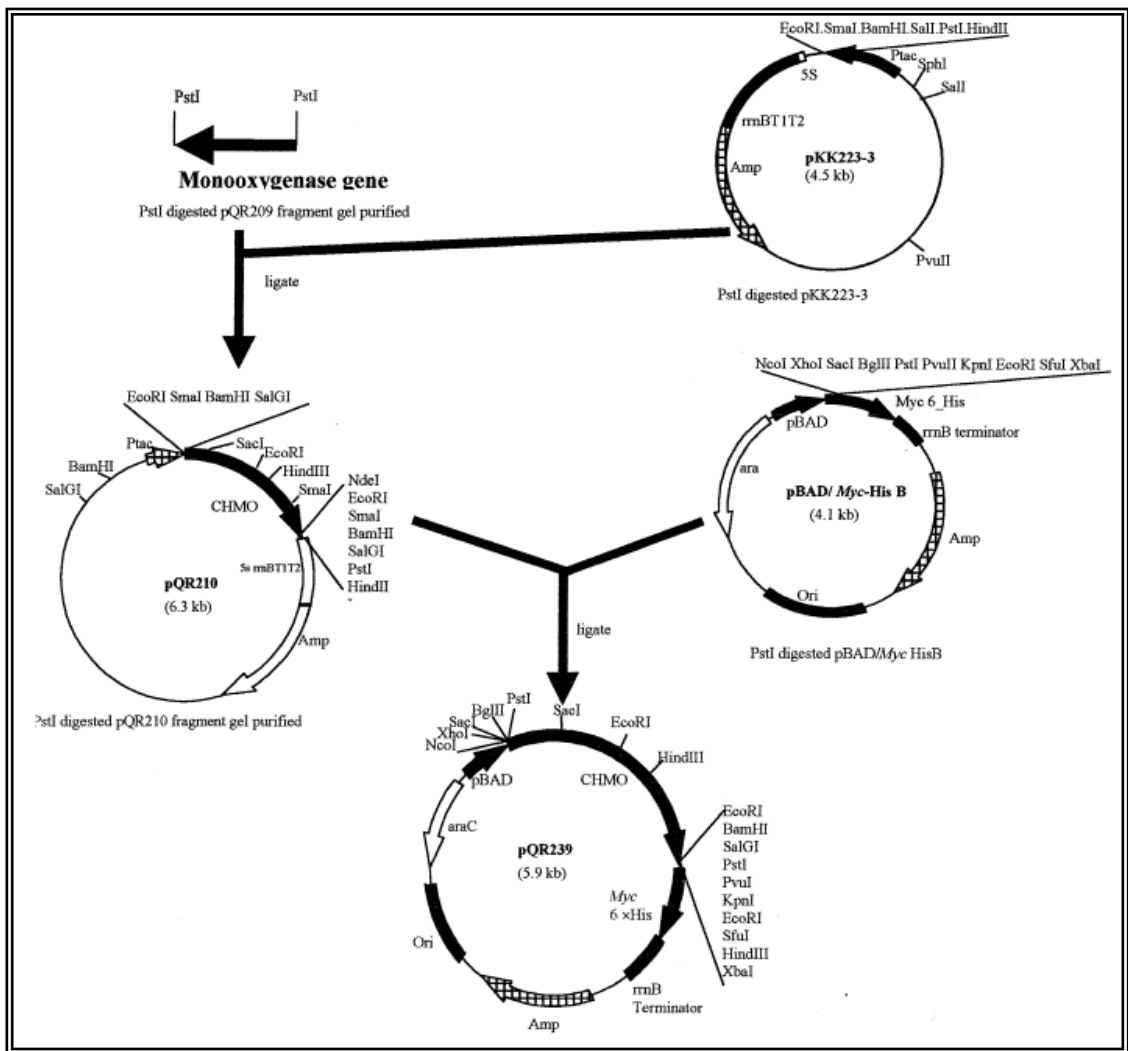 EcoRI.SmaI.BamHI.SalI.PstI.HindII
Ptac
SphI
SalI
5S
rrnBT1T2
pKK223-3
(4.5 kb)
Amp
PvuII
PstI digested pKK223-3
PstI
PstI
Monooxygenase gene
PstI digested pQR209 fragment gel purified
ligate
NcoI XhoI SacI BglII PstI PvuII KpnI EcoRI SfuI XbaI
Myc 6_His
pBAD
rrnB terminator
ara
pBAD/ Myc-His B
(4.1 kb)
Amp
Ori
PstI digested pBAD/Myc HisB
EcoRI SmaI BamHI SalGI
Ptac
SacI
EcoRI
BamHI
HindIII
SalGI
SmaI
CHMO
NdeI
EcoRI
SmaI
BamHI
SalGI
PstI
HindII
5s rrnBT1T2
pQR210
(6.3 kb)
Amp
PstI digested pQR210 fragment gel purified
ligate
PstI
BglII
SacI
XhoI
NcoI
SacI
EcoRI
HindIII
pBAD
CHMO
araC
pQR239
(5.9 kb)
EcoRI
BamHI
SalGI
PstI
PvuI
KpnI
EcoRI
SfuI
HindIII
XbaI
Myc
6 ×His
Ori
rrnB
Terminator
Amp